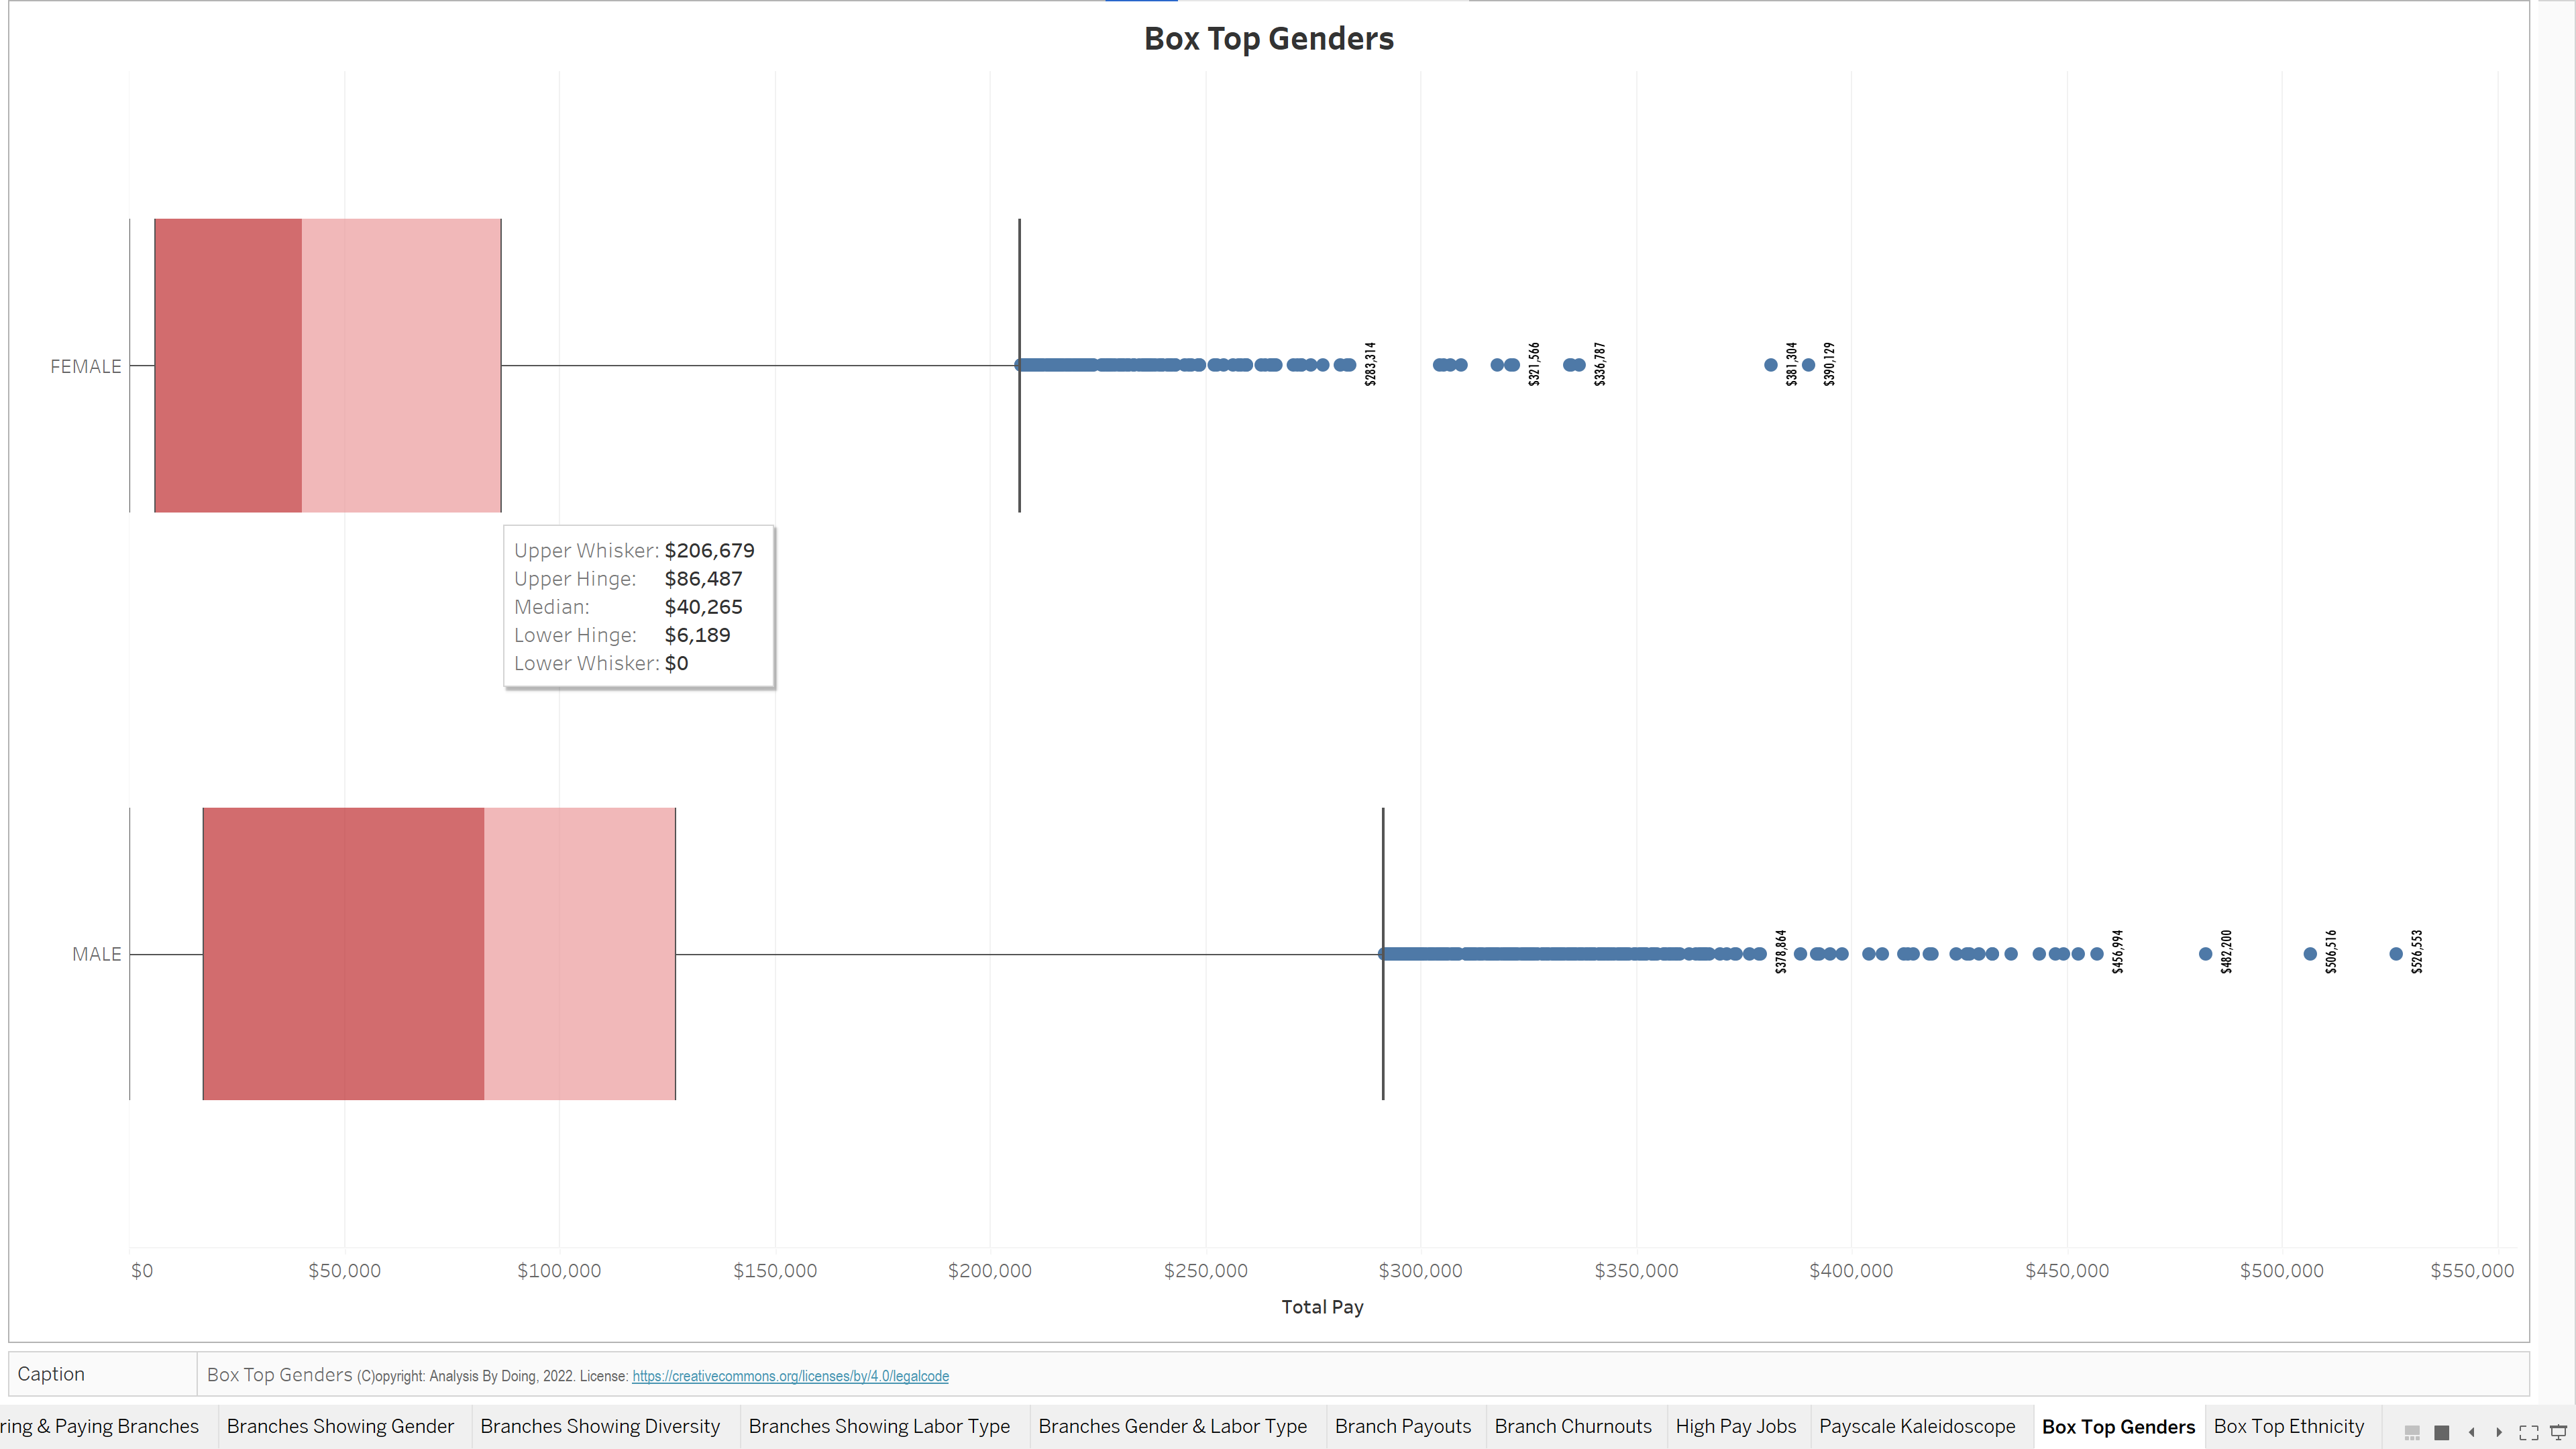 Box Top Genders
FEMALE
$283,314
$321,566
$336,787
$381,304
$390,129
Upper Whisker: $206,679
Upper Hinge: $86,487
Median: $40,265
Lower Hinge: $6,189
Lower Whisker: $0
MALE
$378,864
$456,994
$482,200
$506,516
$526,553
$0 $50,000 $100,000 $150,000 $200,000 $250,000 $300,000 $350,000 $400,000 $450,000 $500,000 $550,000
Total Pay
Caption Box Top Genders (C)opyright: Analysis By Doing, 2022. License: https://creativecommons.org/licenses/by/4.0/legalcode
ring & Paying Branches Branches Showing Gender Branches Showing Diversity Branches Showing Labor Type Branches Gender & Labor Type Branch Payouts Branch Churnouts High Pay Jobs Payscale Kaleidoscope Box Top Genders Box Top Ethnicity